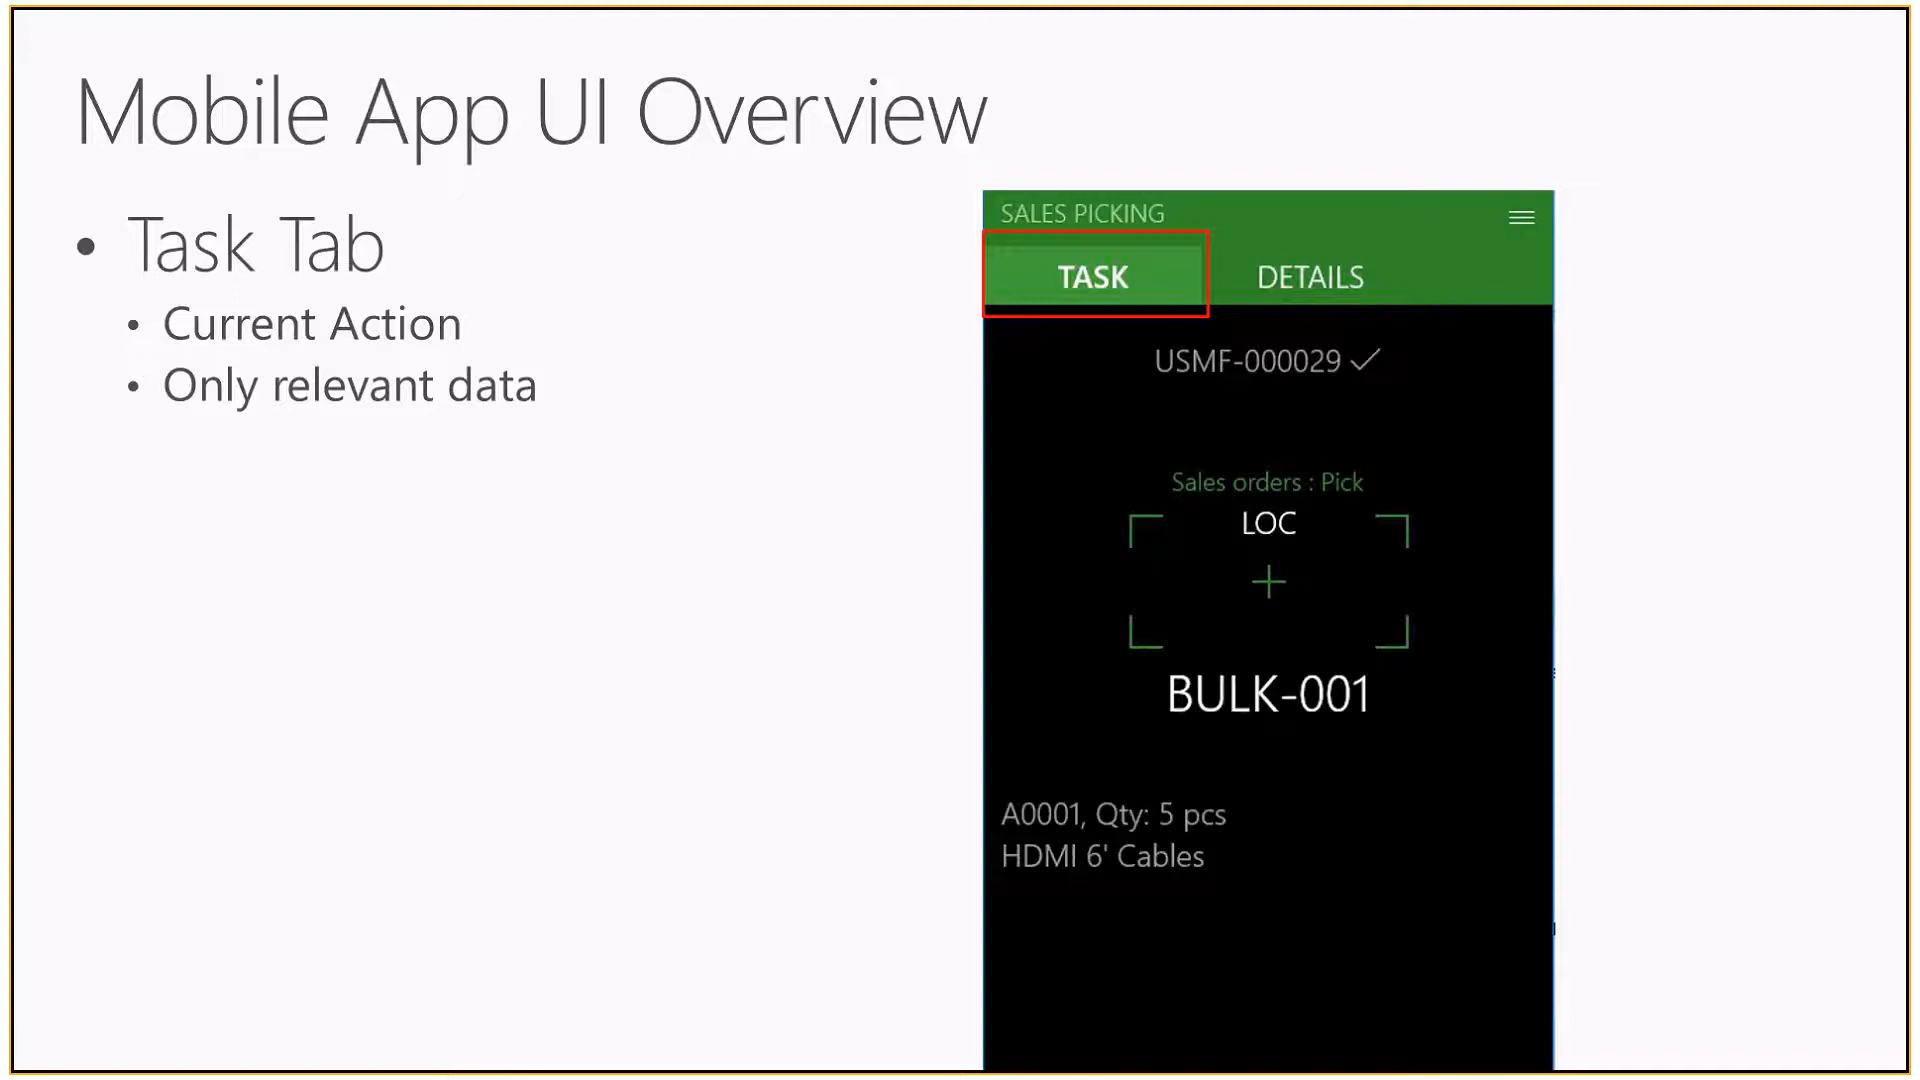 Mobile App UI Overview
• Task Tab
• Current Action
• Only relevant data
SALES PICKING
TASK
DETAILS
USMF-000029
Sales orders : Pick
LOC
BULK-001
A0001, Qty: 5 pcs
HDMI 6' Cables